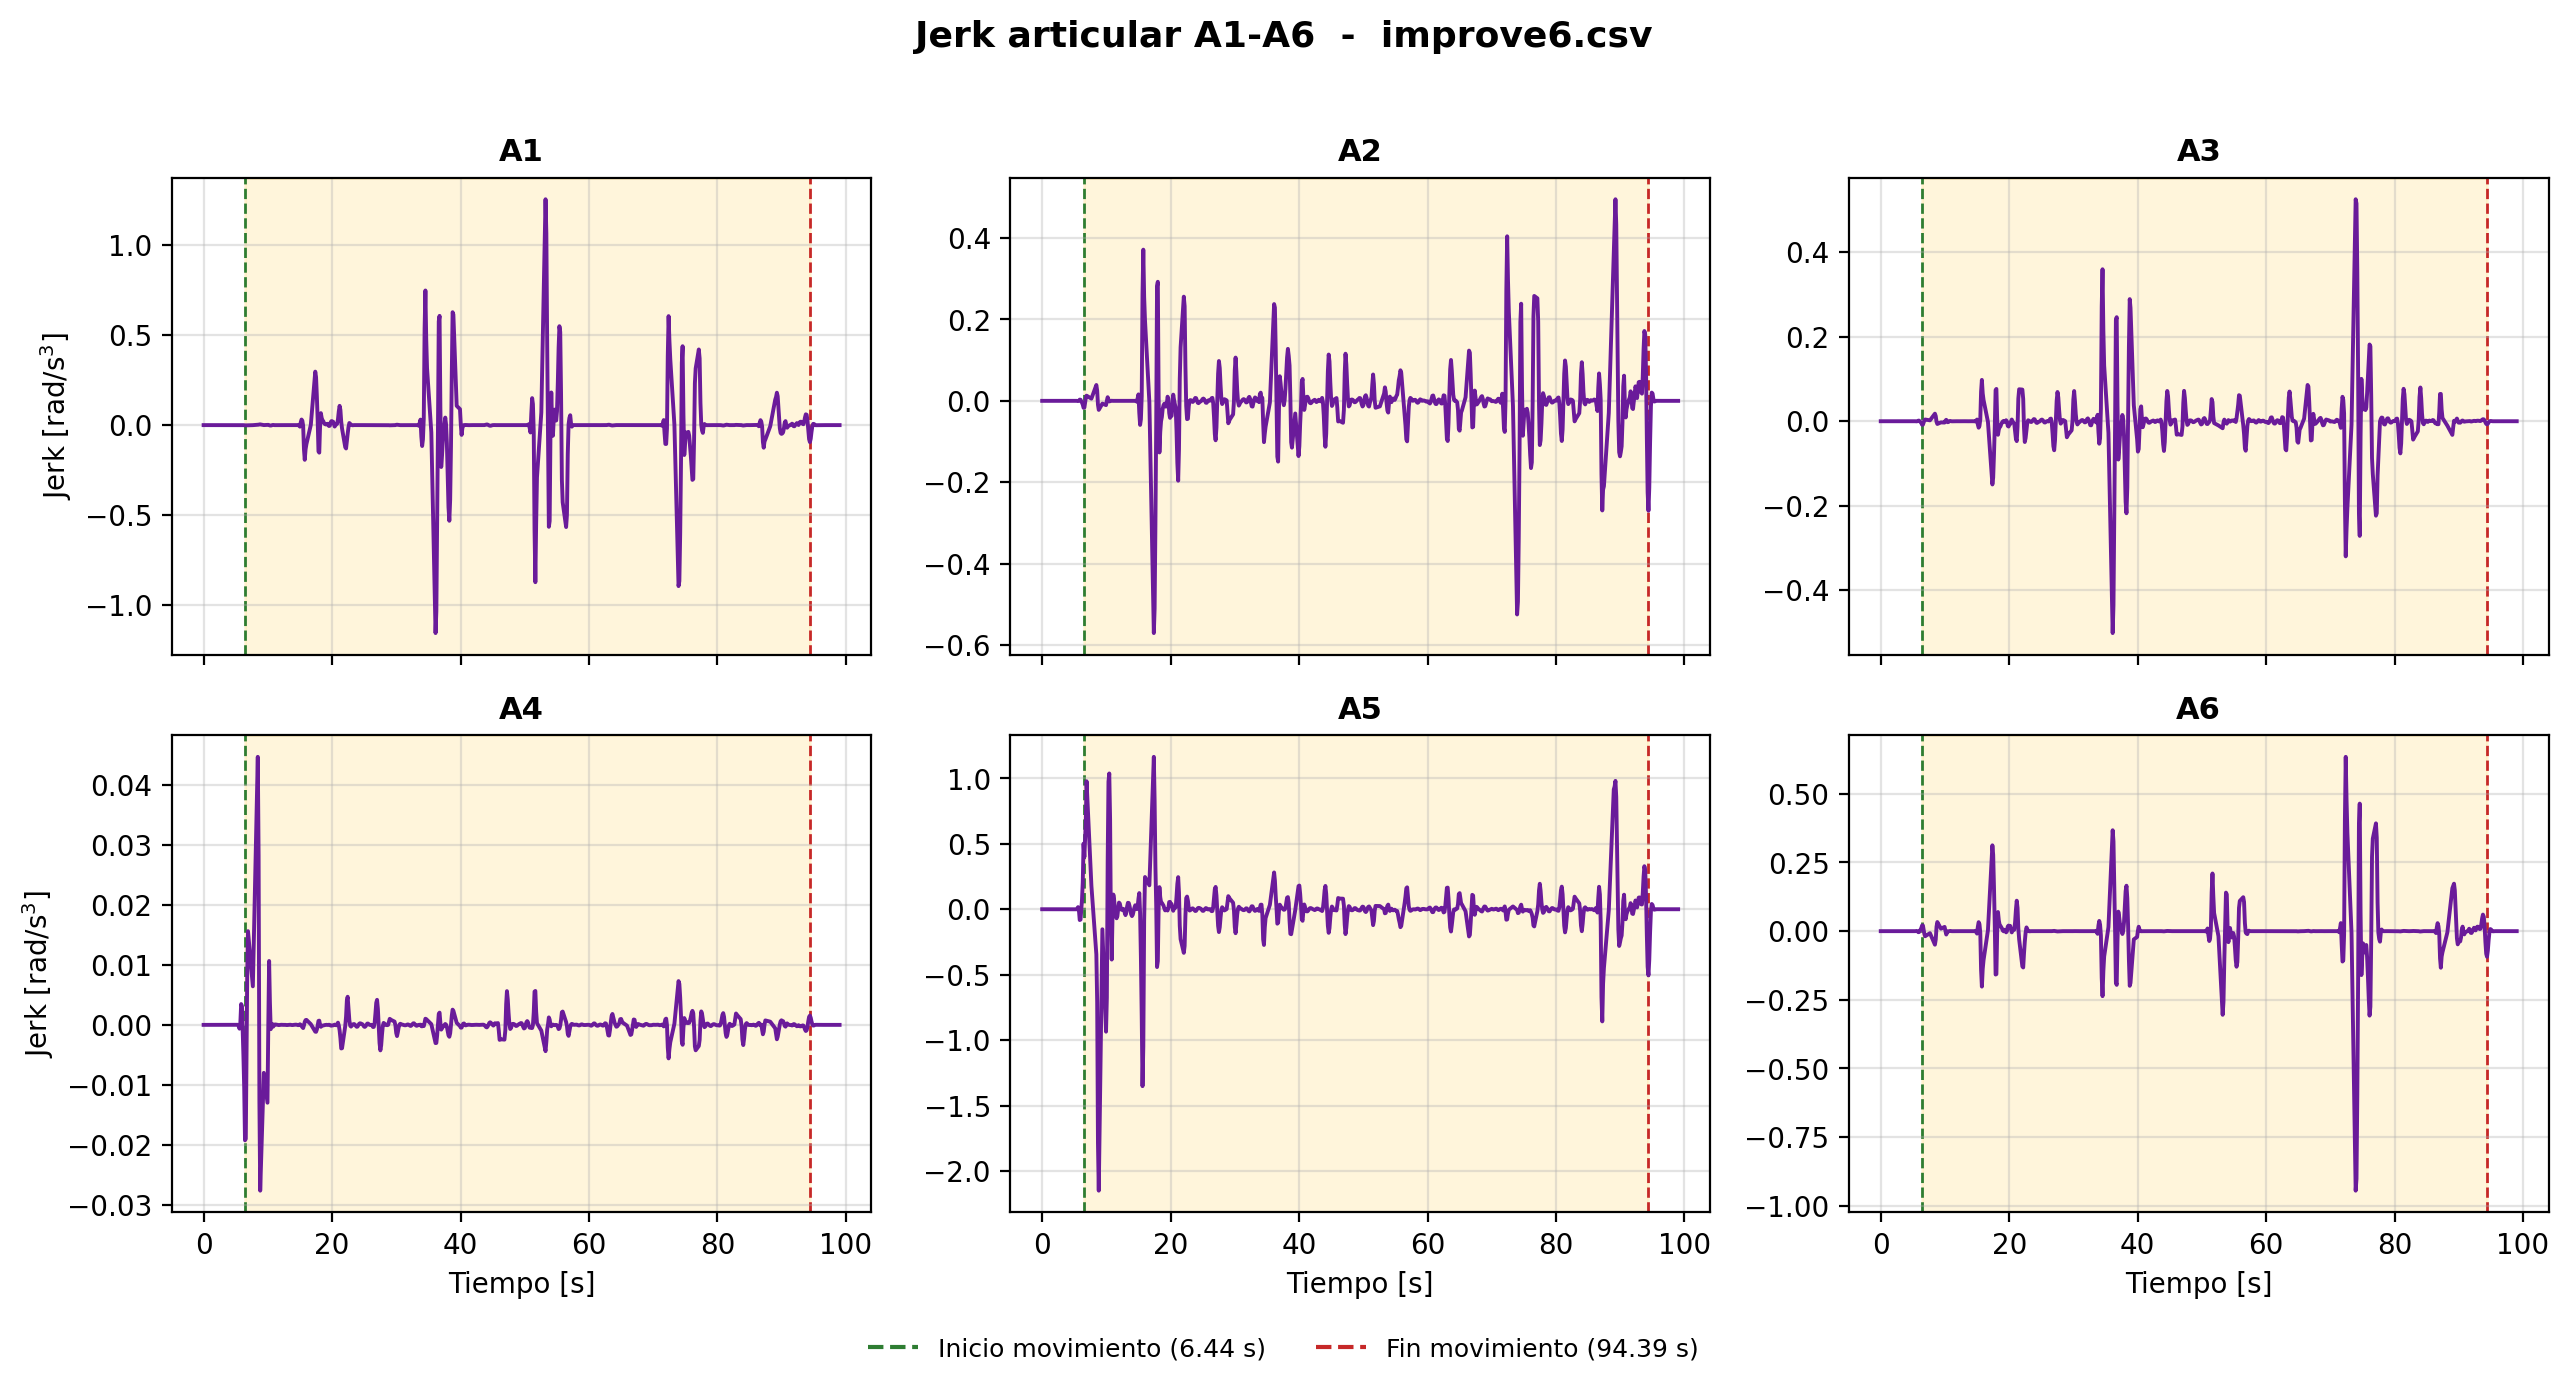 Jerk articular A1-A6  -  improve6.csv
A1
A2
A3
Jerk [rad/s³]
1.0
0.5
0.0
−0.5
−1.0
0.4
0.2
0.0
−0.2
−0.4
−0.6
0.4
0.2
0.0
−0.2
−0.4
A4
A5
A6
Jerk [rad/s³]
0.04
0.03
0.02
0.01
0.00
−0.01
−0.02
−0.03
1.0
0.5
0.0
−0.5
−1.0
−1.5
−2.0
0.50
0.25
0.00
−0.25
−0.50
−0.75
−1.00
0 20 40 60 80 100
0 20 40 60 80 100
0 20 40 60 80 100
Tiempo [s]
Tiempo [s]
Tiempo [s]
Inicio movimiento (6.44 s)
Fin movimiento (94.39 s)